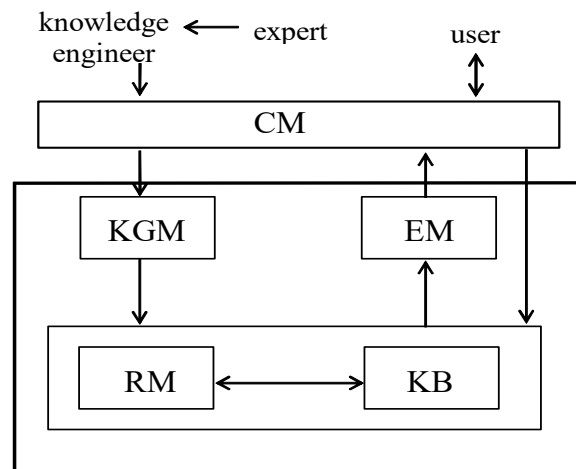 knowledge
engineer
expert
user
CM
KGM
EM
RM
KB